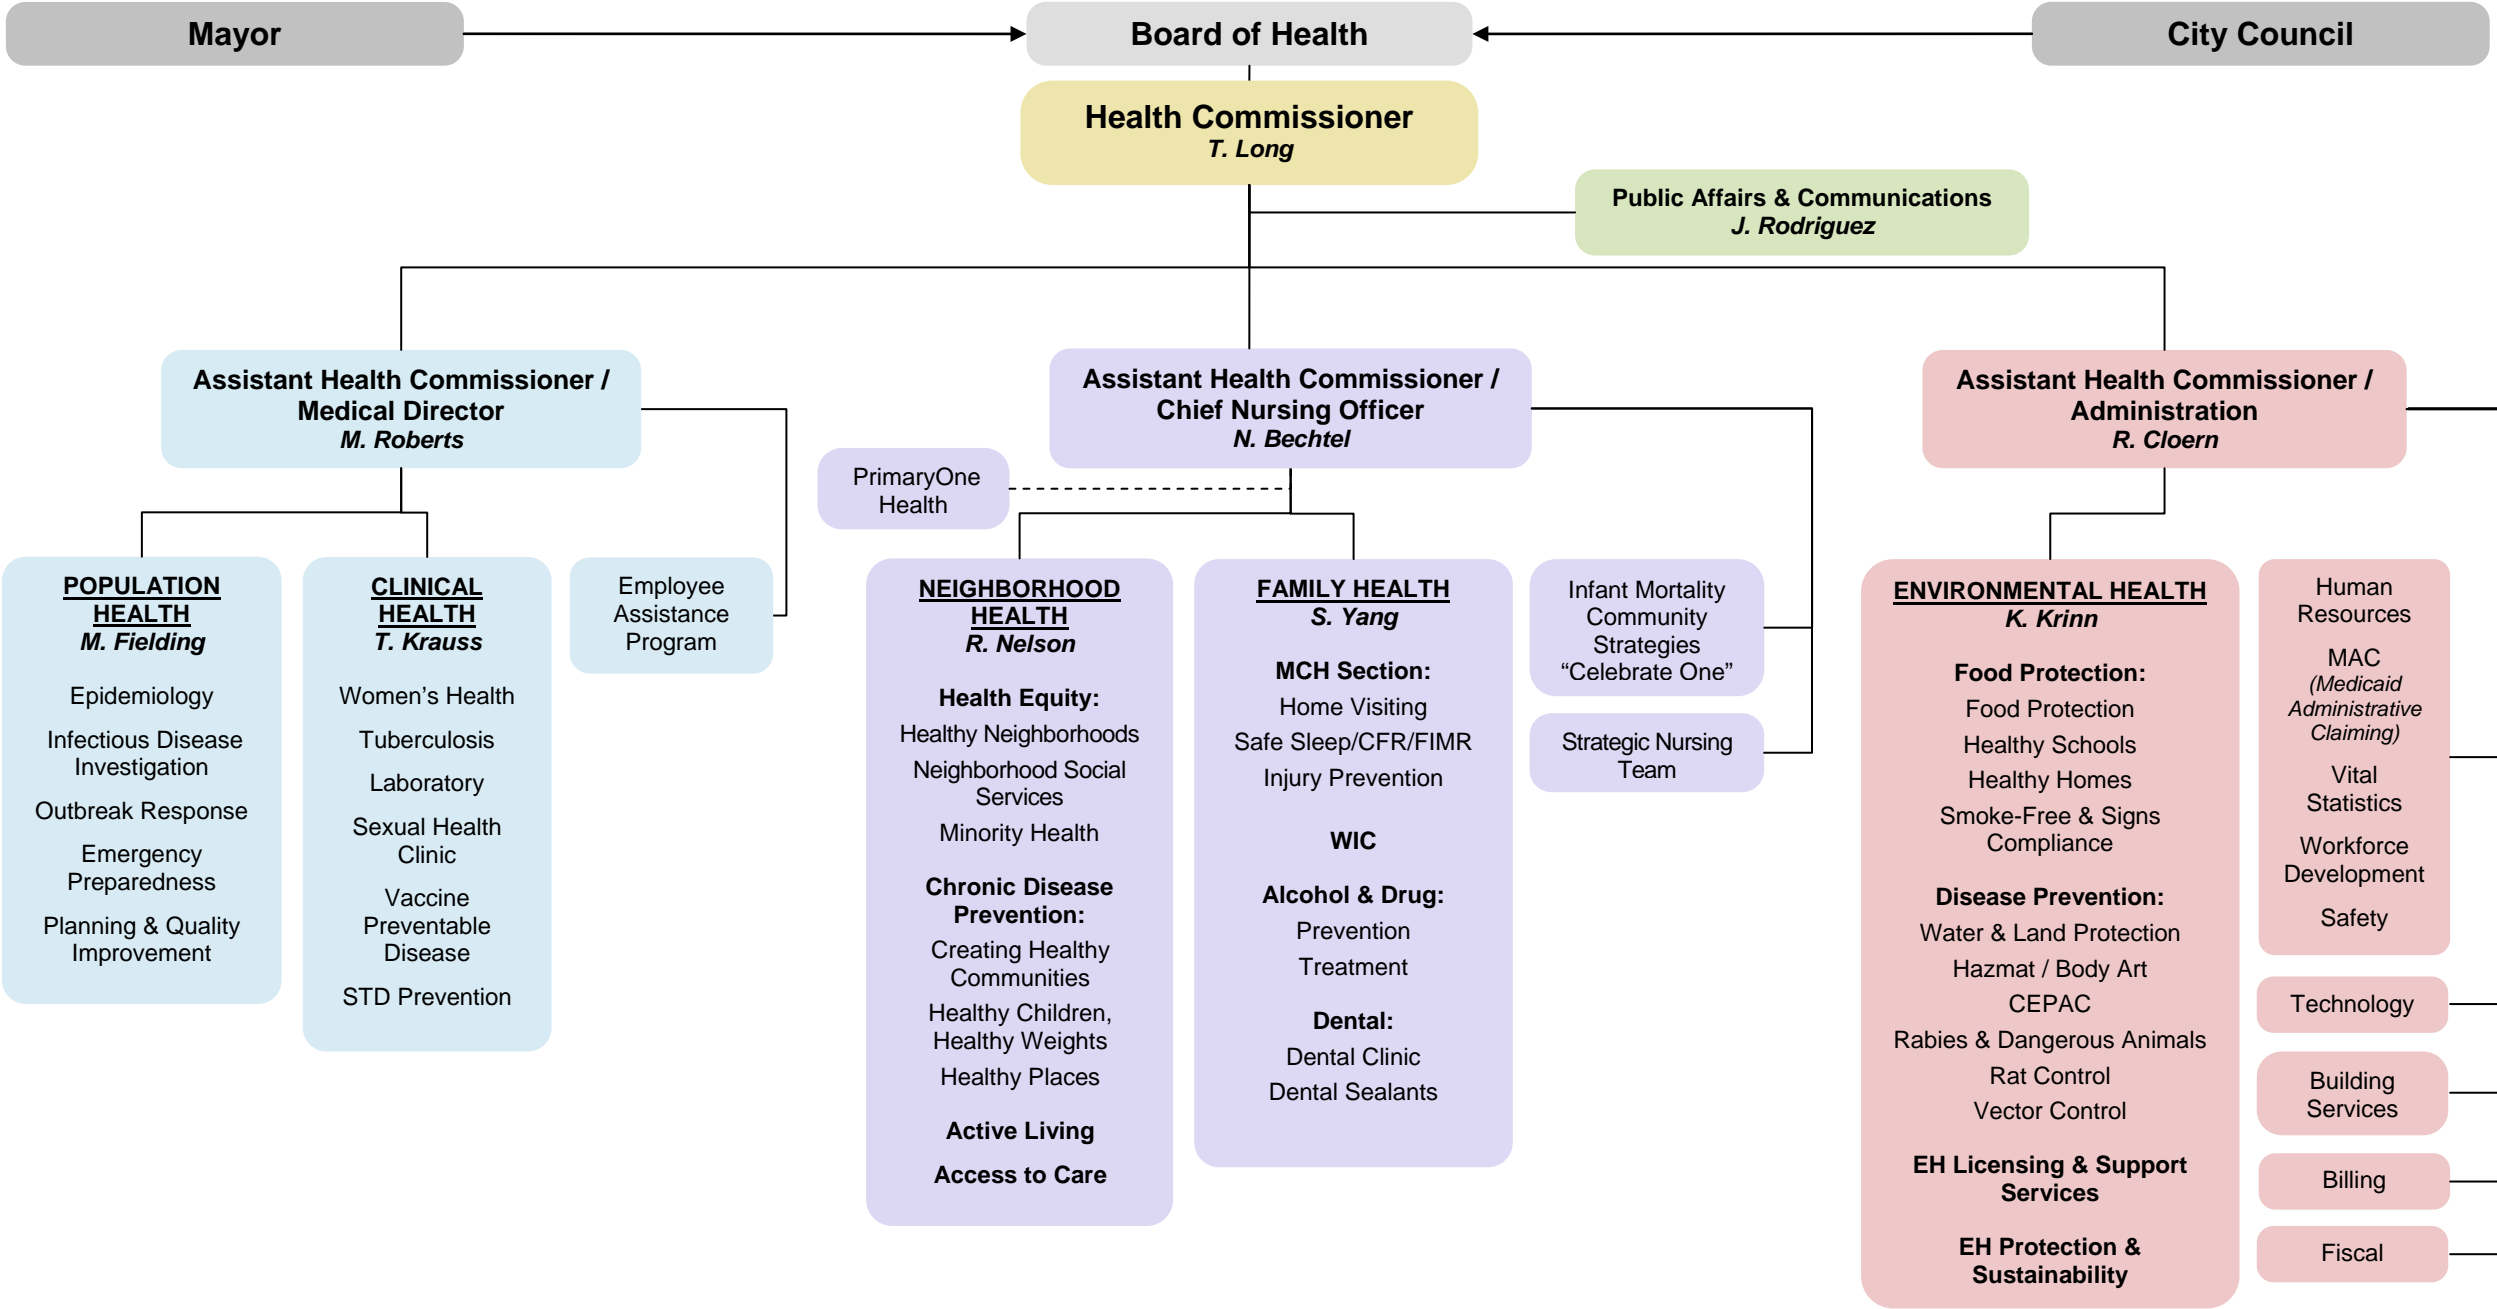 Mayor
Board of Health
City Council
Health Commissioner
T. Long
Public Affairs & Communications
J. Rodriguez
Assistant Health Commissioner /
Medical Director
M. Roberts
Assistant Health Commissioner /
Chief Nursing Officer
N. Bechtel
Assistant Health Commissioner /
Administration
R. Cloern
PrimaryOne
Health
POPULATION
HEALTH
M. Fielding
Epidemiology
Infectious Disease
Investigation
Outbreak Response
Emergency
Preparedness
Planning & Quality
Improvement
CLINICAL
HEALTH
T. Krauss
Women’s Health
Tuberculosis
Laboratory
Sexual Health
Clinic
Vaccine
Preventable
Disease
STD Prevention
Employee
Assistance
Program
NEIGHBORHOOD
HEALTH
R. Nelson
Health Equity:
Healthy Neighborhoods
Neighborhood Social
Services
Minority Health
Chronic Disease
Prevention:
Creating Healthy
Communities
Healthy Children,
Healthy Weights
Healthy Places
Active Living
Access to Care
FAMILY HEALTH
S. Yang
MCH Section:
Home Visiting
Safe Sleep/CFR/FIMR
Injury Prevention
WIC
Alcohol & Drug:
Prevention
Treatment
Dental:
Dental Clinic
Dental Sealants
Infant Mortality
Community
Strategies
“Celebrate One”
Strategic Nursing
Team
ENVIRONMENTAL HEALTH
K. Krinn
Food Protection:
Food Protection
Healthy Schools
Healthy Homes
Smoke-Free & Signs
Compliance
Disease Prevention:
Water & Land Protection
Hazmat / Body Art
CEPAC
Rabies & Dangerous Animals
Rat Control
Vector Control
EH Licensing & Support
Services
EH Protection &
Sustainability
Human
Resources
MAC
(Medicaid
Administrative
Claiming)
Vital
Statistics
Workforce
Development
Safety
Technology
Building
Services
Billing
Fiscal